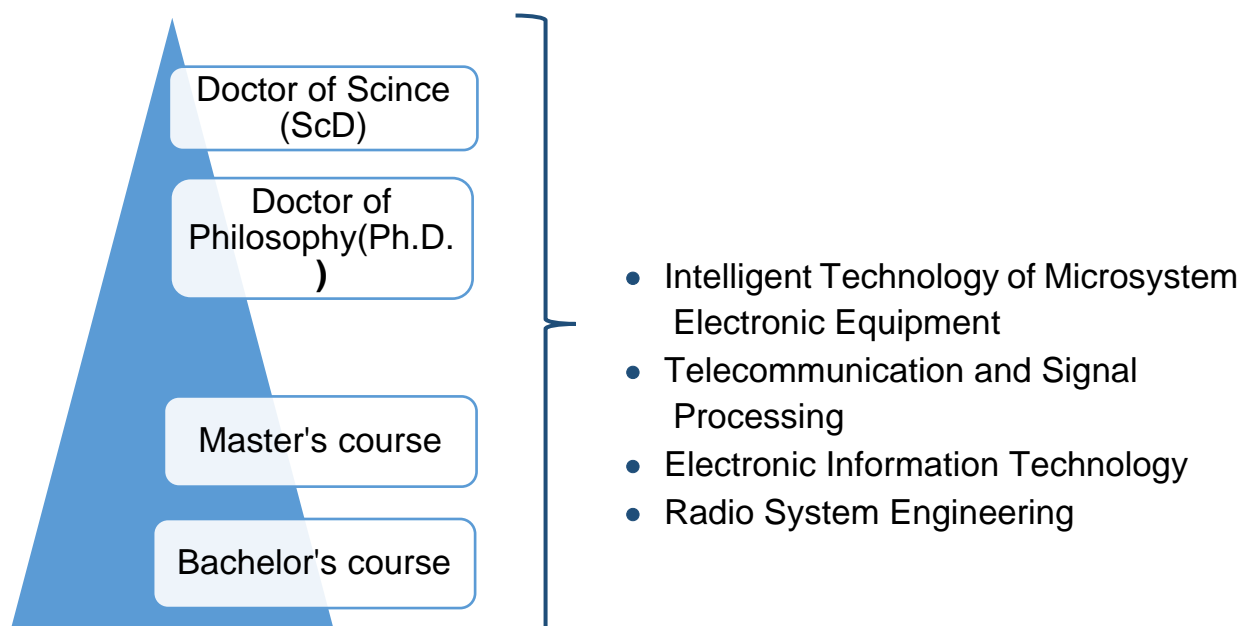 Doctor of Scince
(ScD)
Doctor of
Philosophy(Ph.D.
)
Master's course
Bachelor's course
• Intelligent Technology of Microsystem
Electronic Equipment
• Telecommunication and Signal
Processing
• Electronic Information Technology
• Radio System Engineering